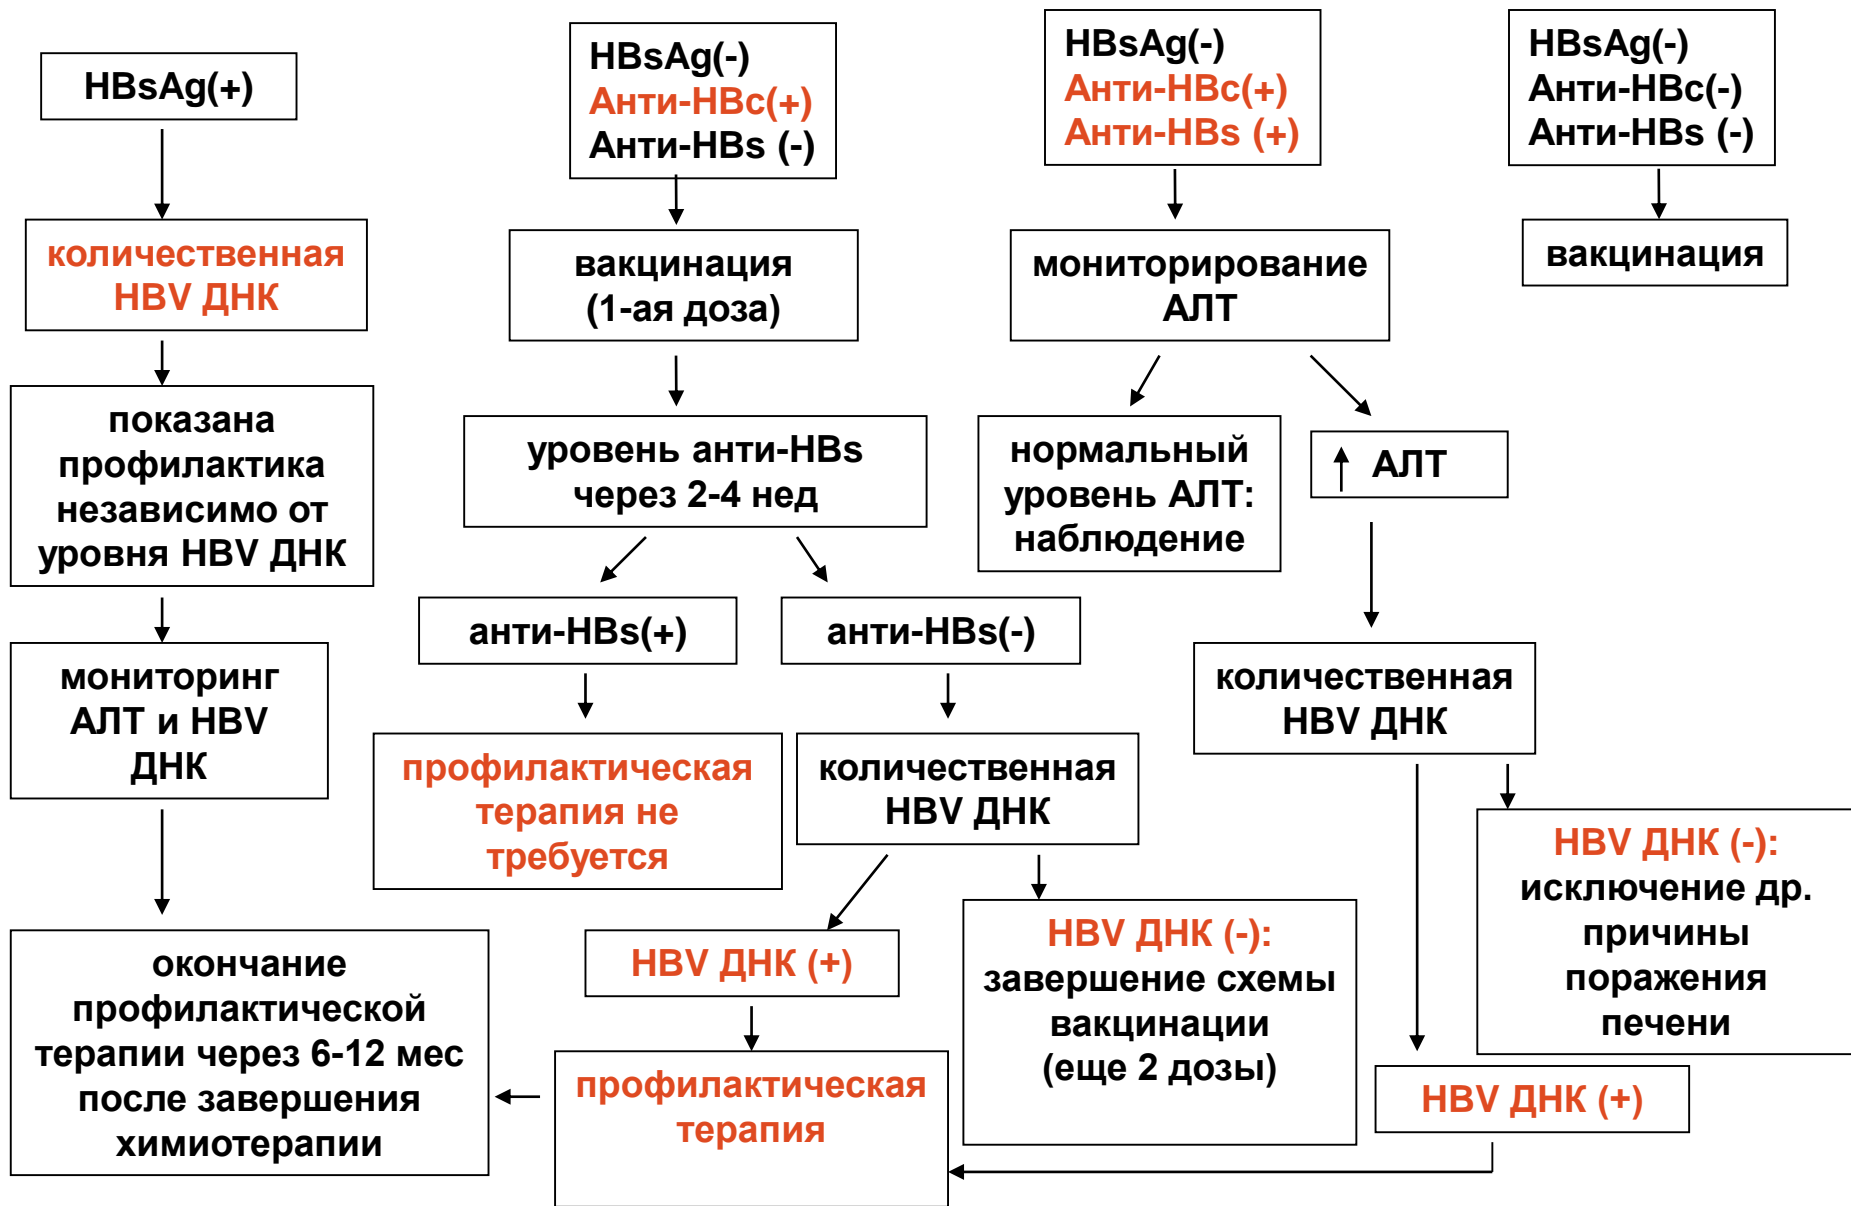 HBsAg(+)
количественная
HBV ДНК
показана
профилактика
независимо от
уровня HBV ДНК
мониторинг
АЛТ и HBV
ДНК
окончание
профилактической
терапии через 6-12 мес
после завершения
химиотерапии
HBsAg(-)
Анти-HBc(+)
Анти-HBs (-)
вакцинация
(1-ая доза)
уровень анти-HBs
через 2-4 нед
анти-HBs(+)
профилактическая
терапия не
требуется
анти-HBs(-)
количественная
HBV ДНК
HBV ДНК (+)
профилактическая
терапия
HBV ДНК (-):
завершение схемы
вакцинации
(еще 2 дозы)
HBsAg(-)
Анти-HBc(+)
Анти-HBs (+)
мониторирование
АЛТ
нормальный
уровень АЛТ:
наблюдение
↑ АЛТ
количественная
HBV ДНК
HBV ДНК (-):
исключение др.
причины
поражения
печени
HBV ДНК (+)
HBsAg(-)
Анти-HBc(-)
Анти-HBs (-)
вакцинация